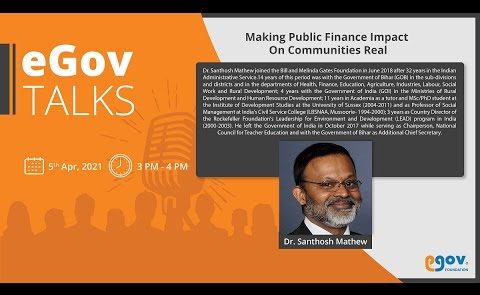 eGov
TALKS
5th Apr, 2021
3 PM - 4 PM
Making Public Finance Impact
On Communities Real
Dr. Santhosh Mathew joined the Bill and Melinda Gates Foundation in June 2018 after 32 years in the Indian
Administrative Service.14 years of this period was with the Government of Bihar (GOB) in the sub-divisions
and districts and in the departments of Health, Finance, Education, Agriculture, Industries, Labour, Social
Work and Rural Development; 4 years with the Government of India (GOI) in the Ministries of Rural
Development and Human Resource Development; 11 years in Academia as a tutor and MSc/PhD student at
the Institute of Development Studies at the University of Sussex (2004-2011) and as Professor of Social
Management at India's Civil Service College (LBSNAA, Mussoorie- 1994-2000); 3 years as Country Director of
the Rockefeller Foundation's Leadership for Environment and Development (LEAD) program in India
(2000-2003). He left the Government of India in October 2017 while serving as Chairperson, National
Council for Teacher Education and with the Government of Bihar as Additional Chief Secretary.
Dr. Santhosh Mathew
egov
FOUNDATION